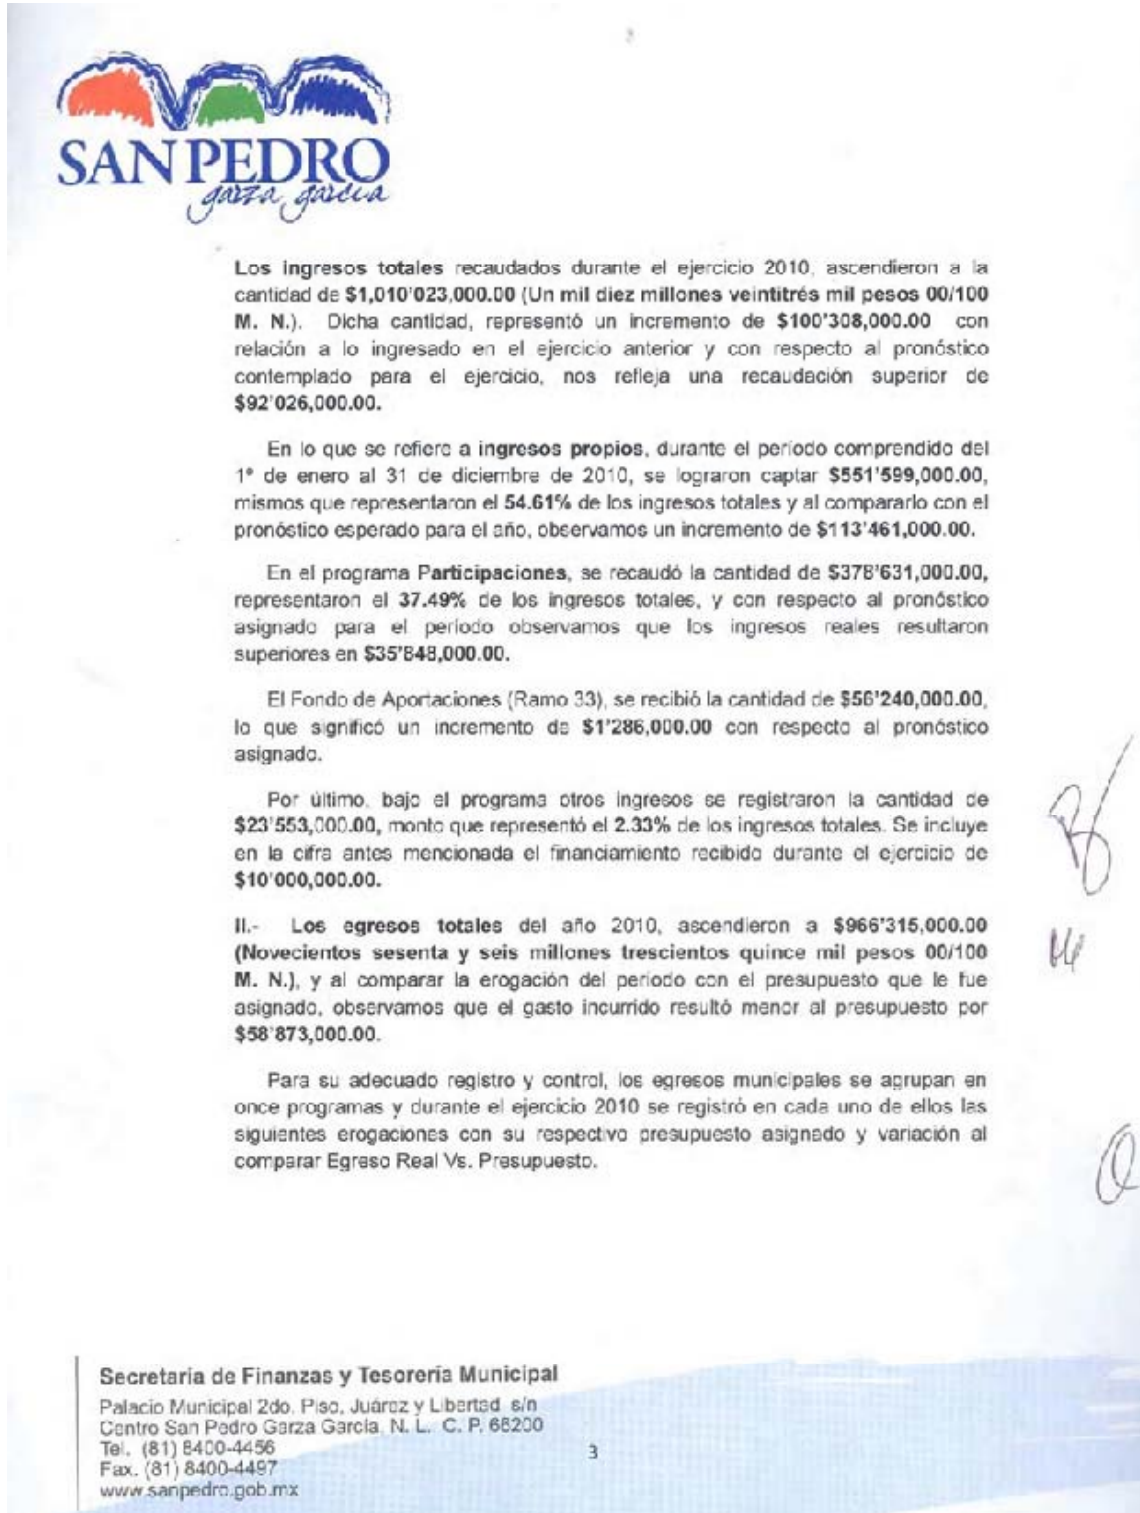 SAN PEDRO
garza garcía
Los ingresos totales recaudados durante el ejercicio 2010, ascendieron a la
cantidad de $1,010'023,000.00 (Un mil diez millones veintitrés mil pesos 00/100
M. N.). Dicha cantidad, representó un incremento de $100'308,000.00 con
relación a lo ingresado en el ejercicio anterior y con respecto al pronóstico
contemplado para el ejercicio, nos refleja una recaudación superior de
$92'026,000.00.
En lo que se refiere a ingresos propios, durante el período comprendido del
1º de enero al 31 de diciembre de 2010, se lograron captar $551'599,000.00,
mismos que representaron el 54.61% de los ingresos totales y al compararlo con el
pronóstico esperado para el año, observamos un incremento de $113'461,000.00.
En el programa Participaciones, se recaudó la cantidad de $378'631,000.00,
representaron el 37.49% de los ingresos totales, y con respecto al pronóstico
asignado para el período observamos que los ingresos reales resultaron
superiores en $35'848,000.00.
El Fondo de Aportaciones (Ramo 33), se recibió la cantidad de $56'240,000.00,
lo que significó un incremento de $1'286,000.00 con respecto al pronóstico
asignado.
Por último, bajo el programa otros ingresos se registraron la cantidad de
$23'553,000.00, monto que representó el 2.33% de los ingresos totales. Se incluye
en la cifra antes mencionada el financiamiento recibido durante el ejercicio de
$10'000,000.00.
II.- Los egresos totales del año 2010, ascendieron a $966'315,000.00
(Novecientos sesenta y seis millones trescientos quince mil pesos 00/100
M. N.), y al comparar la erogación del período con el presupuesto que le fue
asignado, observamos que el gasto incurrido resultó menor al presupuesto por
$58'873,000.00.
Para su adecuado registro y control, los egresos municipales se agrupan en
once programas y durante el ejercicio 2010 se registró en cada uno de ellos las
siguientes erogaciones con su respectivo presupuesto asignado y variación al
comparar Egreso Real Vs. Presupuesto.
Secretaría de Finanzas y Tesorería Municipal
Palacio Municipal 2do. Piso, Juárez y Libertad s/n
Centro San Pedro Garza García, N. L. C. P. 66200
Tel. (81) 8400-4456
Fax. (81) 8400-4497
www.sanpedro.gob.mx
3